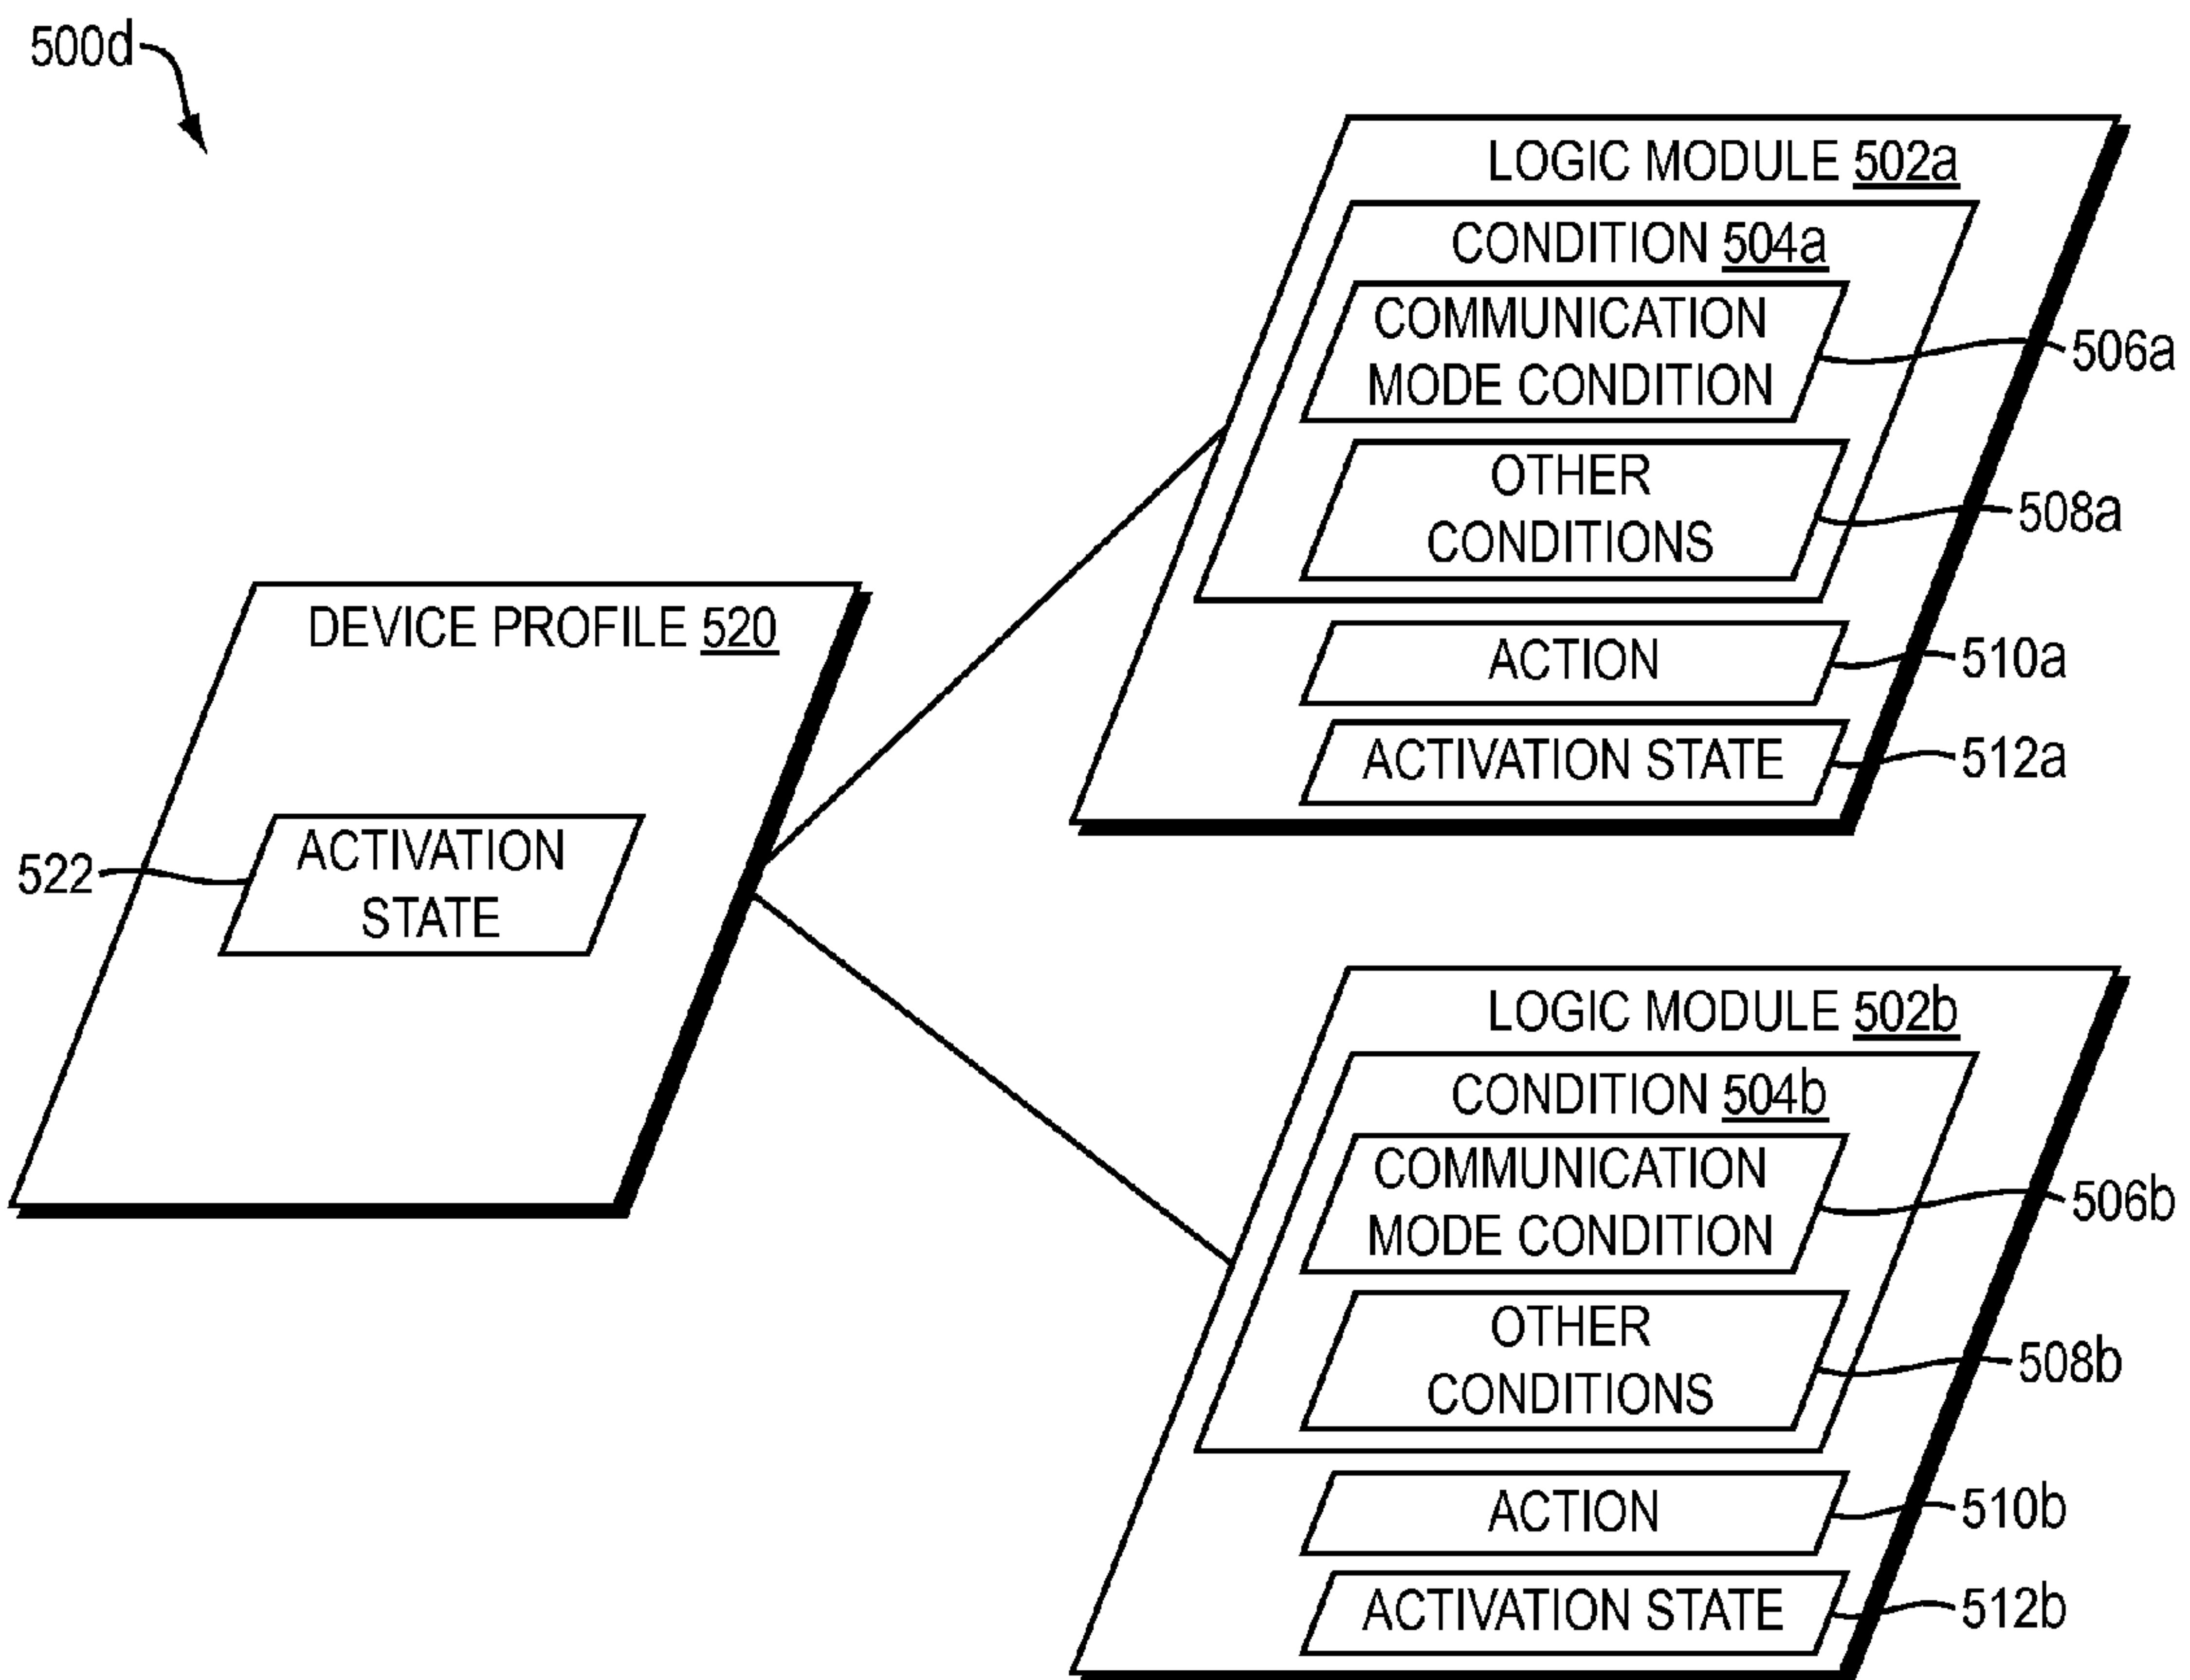 500d
LOGIC MODULE 502a
CONDITION 504a
COMMUNICATION
MODE CONDITION
506a
OTHER
CONDITIONS
508a
ACTION
510a
ACTIVATION STATE
512a
DEVICE PROFILE 520
ACTIVATION
STATE
522
LOGIC MODULE 502b
CONDITION 504b
COMMUNICATION
MODE CONDITION
506b
OTHER
CONDITIONS
508b
ACTION
510b
ACTIVATION STATE
512b